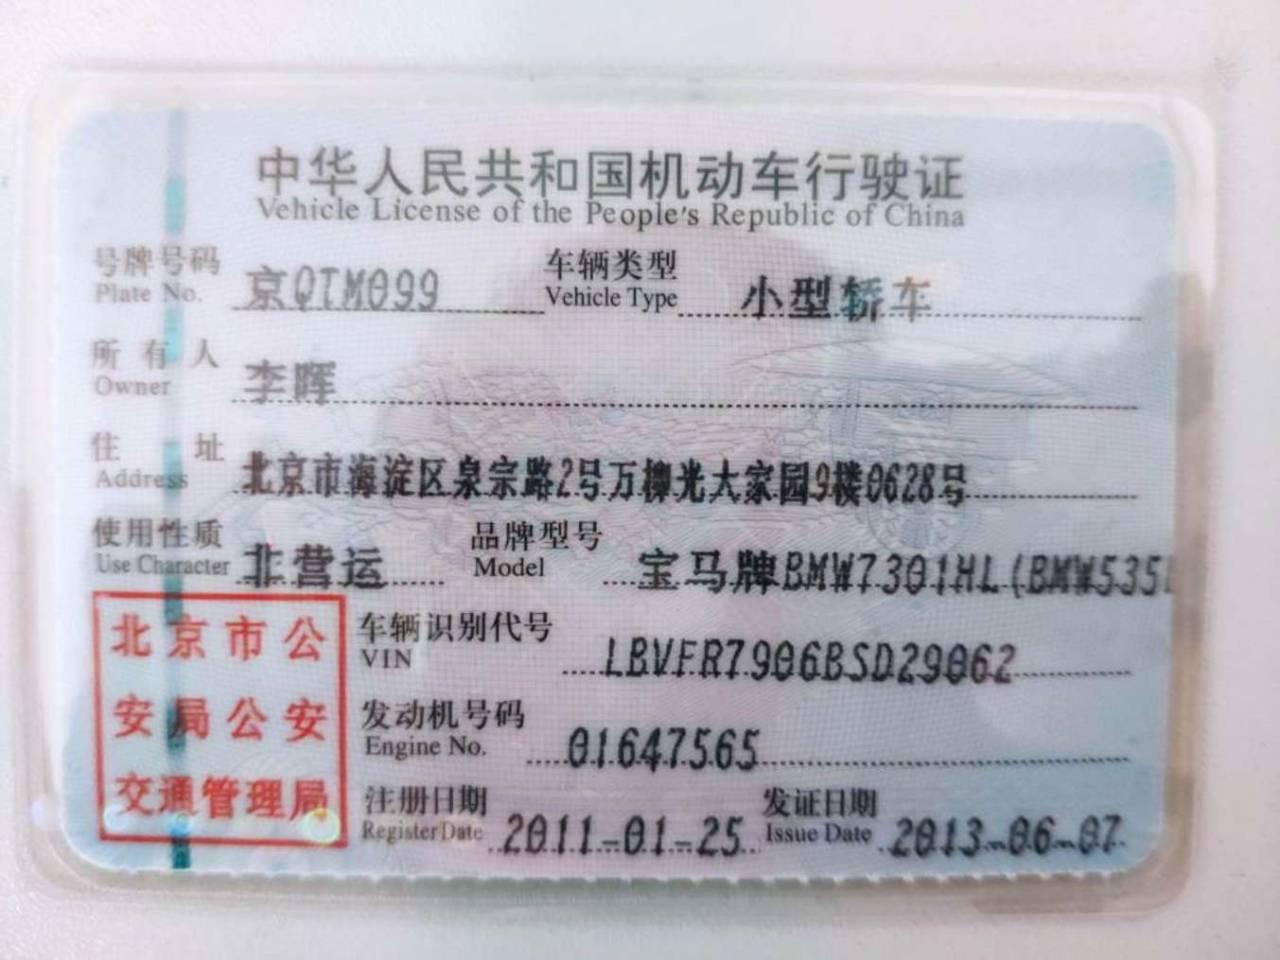 中华人民共和国机动车行驶证
Vehicle License of the People's Republic of China
号牌号码 京QTM099 车辆类型 小型轿车
Plate No. Vehicle Type
所有人 李晖
Owner
住址 北京市海淀区泉宗路2号万柳光大家园9楼0628号
Address
使用性质 非营运 品牌型号 宝马牌BMW7301HL(BMW535L
Use Character Model
北京市公
安局公安
交通管理局
车辆识别代号 LBVFR7906BSD29062
VIN
发动机号码 01647565
Engine No.
注册日期 2011-01-25 发证日期 2013-06-07
Register Date Issue Date